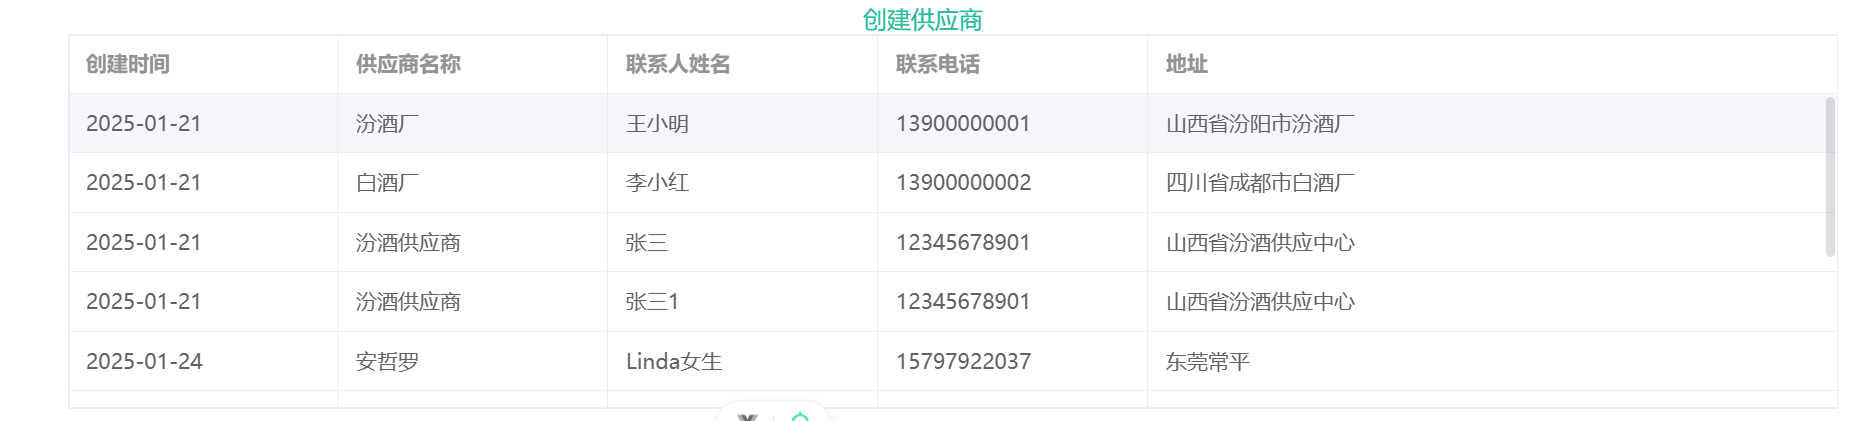 创建供应商
创建时间 供应商名称 联系人姓名 联系电话 地址
2025-01-21 汾酒厂 王小明 13900000001 山西省汾阳市汾酒厂
2025-01-21 白酒厂 李小红 13900000002 四川省成都市白酒厂
2025-01-21 汾酒供应商 张三 12345678901 山西省汾酒供应中心
2025-01-21 汾酒供应商 张三1 12345678901 山西省汾酒供应中心
2025-01-24 安哲罗 Linda女生 15797922037 东莞常平